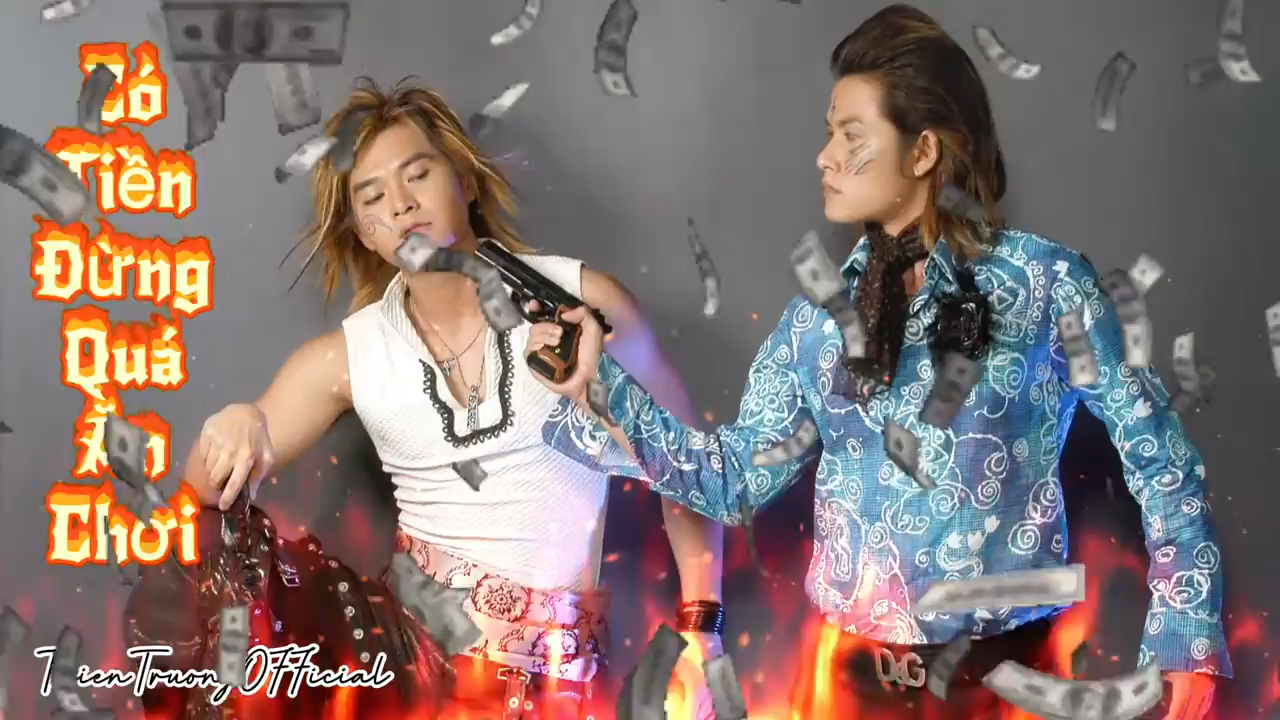 Có
Tiền
Đừng
Quá
Ăn
Chơi
TienTruong OFFicial
D&G